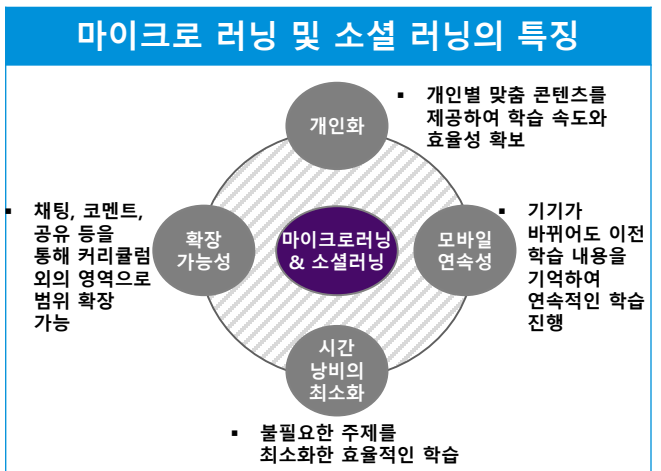 마이크로 러닝 및 소셜 러닝의 특징
개인화
▪ 개인별 맞춤 콘텐츠를
제공하여 학습 속도와
효율성 확보
▪ 채팅, 코멘트,
공유 등을
통해 커리큘럼
외의 영역으로
범위 확장
가능
확장
가능성
마이크로러닝
& 소셜러닝
모바일
연속성
▪ 기기가
바뀌어도 이전
학습 내용을
기억하여
연속적인 학습
진행
시간
낭비의
최소화
▪ 불필요한 주제를
최소화한 효율적인 학습